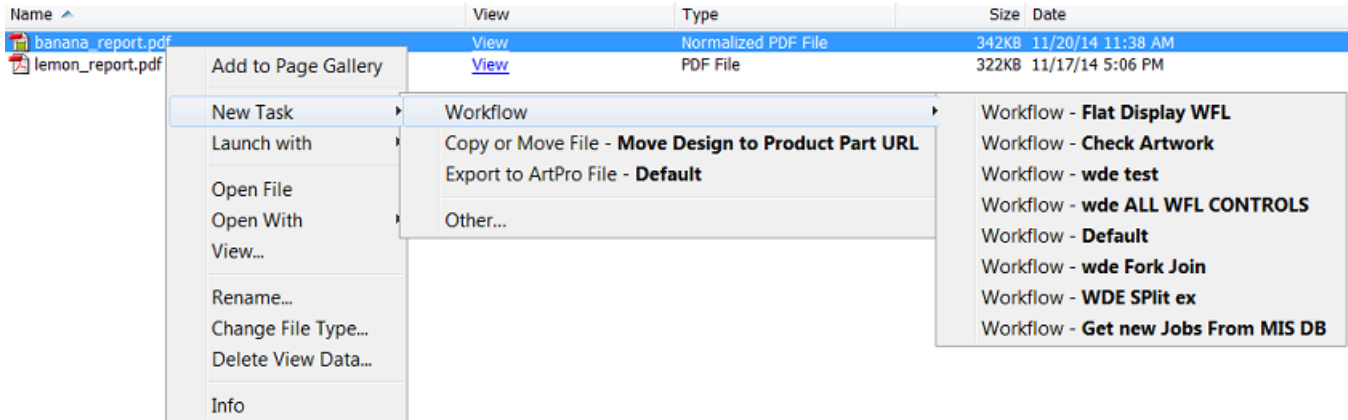 Name View Type Size Date
banana_report.pdf View Normalized PDF File 342KB 11/20/14 11:38 AM
lemon_report.pdf View PDF File 322KB 11/17/14 5:06 PM
Add to Page Gallery
New Task
Launch with
Open File
Open With
View...
Rename...
Change File Type...
Delete View Data...
Info
Workflow
Copy or Move File - Move Design to Product Part URL
Export to ArtPro File - Default
Other...
Workflow - Flat Display WFL
Workflow - Check Artwork
Workflow - wde test
Workflow - wde ALL WFL CONTROLS
Workflow - Default
Workflow - wde Fork Join
Workflow - WDE SPlit ex
Workflow - Get new Jobs From MIS DB